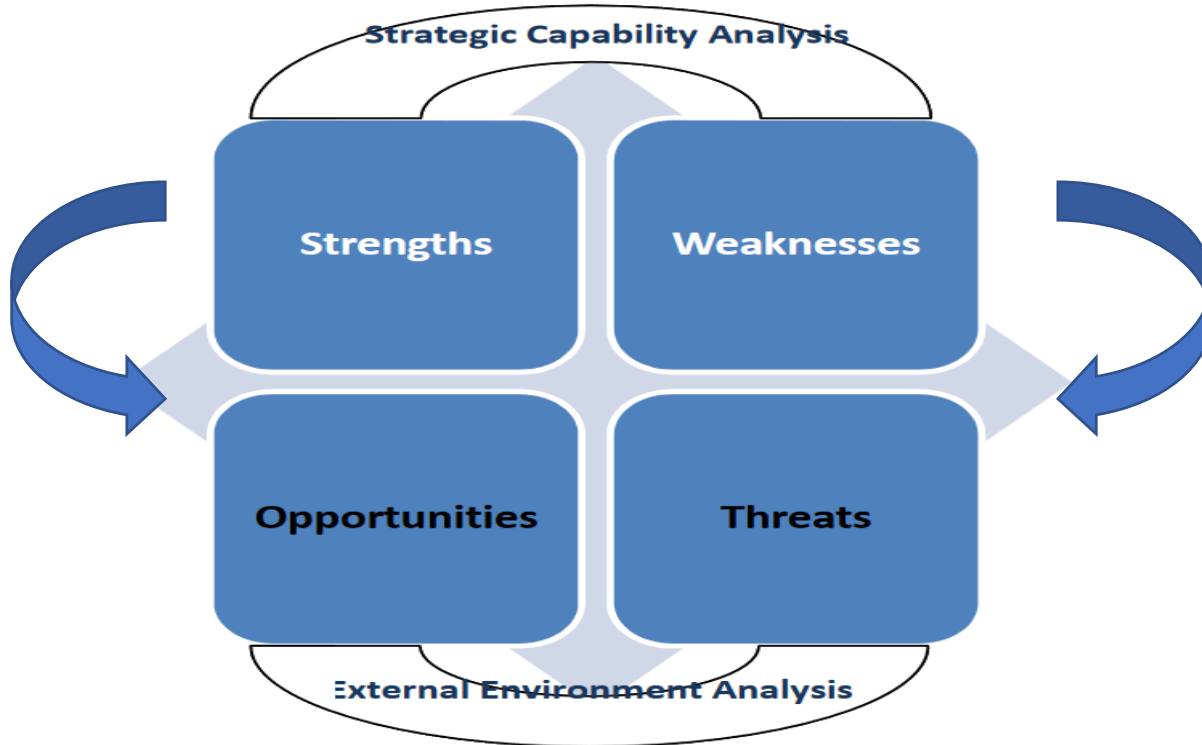 Strategic Capability Analysis
Strengths
Weaknesses
Opportunities
Threats
External Environment Analysis